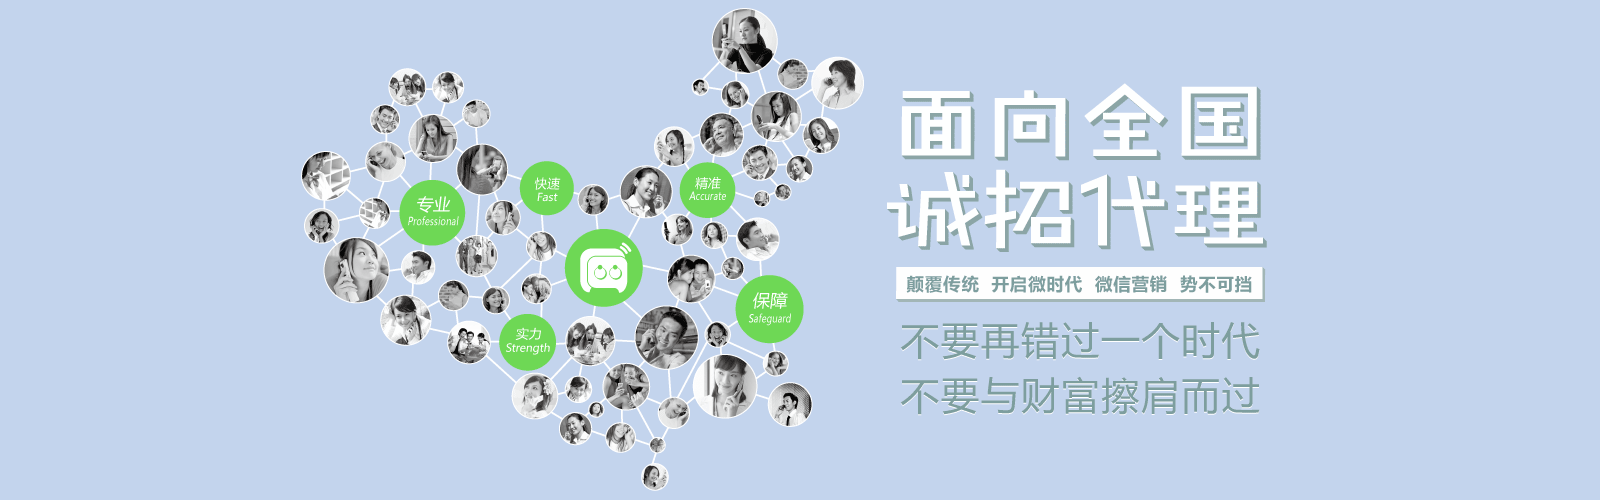 面向全国
诚招代理
颠覆传统 开启微时代 微信营销 势不可挡
不要再错过一个时代
不要与财富擦肩而过
专业
Professional
快速
Fast
精准
Accurate
保障
Safeguard
实力
Strength